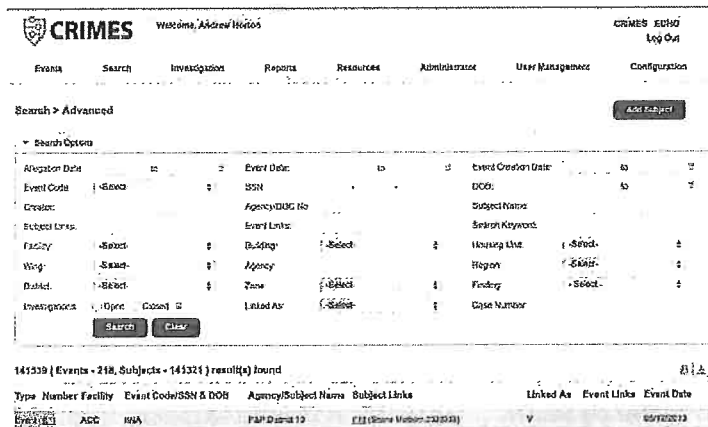 CRIMES Welcome, Andrew Horton CRIMES ECHO
Log Out
Events Search Investigation Reports Resources Administrator User Management Configuration
Search > Advanced Add Subject
Search Options
Allegation Date to Event Date: to Event Creation Date: to
Event Code -Select- SSN - - DOB: to
Creator: Agency/DOC No Subject Name:
Subject Links: Event Links: Search Keyword:
Facility: -Select- Building: -Select- Housing Unit: -Select-
Wing: -Select- Agency: Region: -Select-
District: -Select- Zone: -Select- Finding: -Select-
Investigations: Open Closed Linked As: -Select- Case Number
Search Clear
141539 ( Events - 218, Subjects - 141321 ) result(s) found
Type Number Facility Event Code/SSN & DOB Agency/Subject Name Subject Links Linked As Event Links Event Date
Event ACC P&P District 10 V